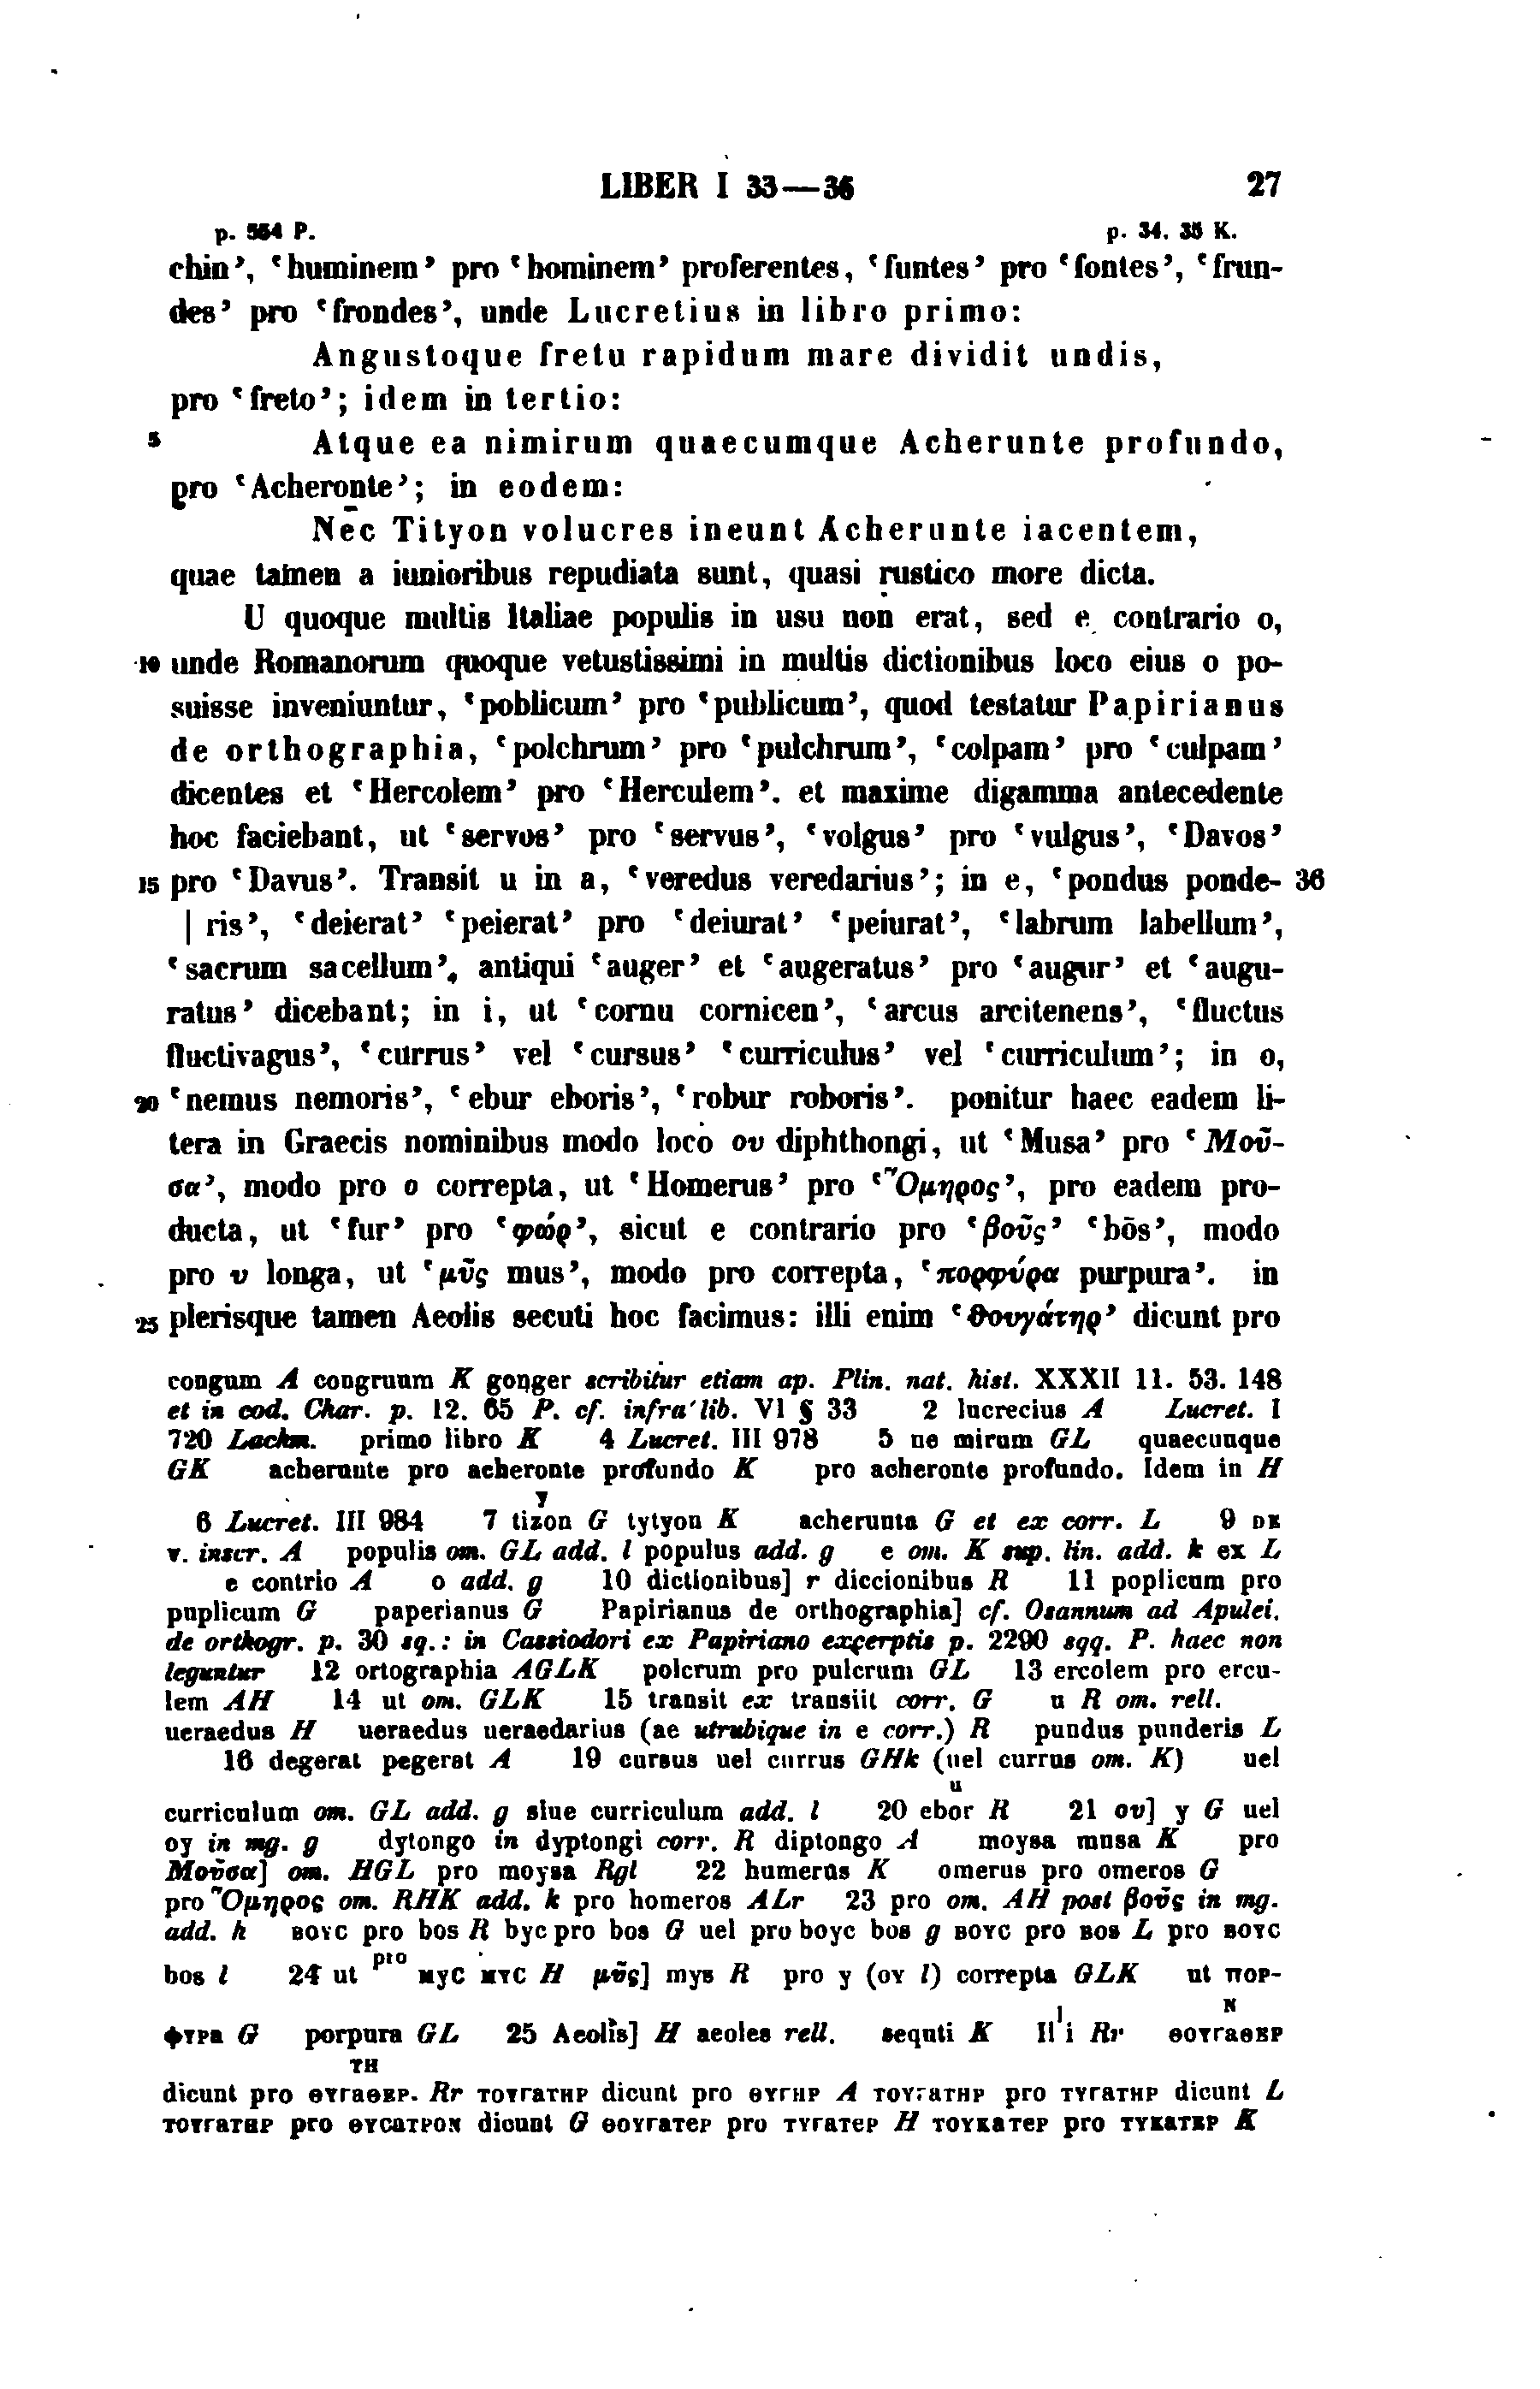 LIBER I 33—36 27
p. 554 P. p. 34. 35 K.
chin’, ‘huminem’ pro ‘hominem’ proferentes, ‘funtes’ pro ‘fontes’, ‘frun-
des’ pro ‘frondes’, unde Lucretius in libro primo:
Angustoque fretu rapidum mare dividit undis,
pro ‘freto’; idem in tertio:
5 Atque ea nimirum quaecumque Acherunte profundo,
pro ‘Acheronte’; in eodem:
Nēc Tityon volucres ineunt Acherunte iacentem,
quae tamen a iunioribus repudiata sunt, quasi rustico more dicta.
U quoque multis Italiae populis in usu non erat, sed e contrario o,
10 unde Romanorum quoque vetustissimi in multis dictionibus loco eius o po-
suisse inveniuntur, ‘poblicum’ pro ‘publicum’, quod testatur Papirianus
de orthographia, ‘polchrum’ pro ‘pulchrum’, ‘colpam’ pro ‘culpam’
dicentes et ‘Hercolem’ pro ‘Herculem’. et maxime digamma antecedente
hoc faciebant, ut ‘servos’ pro ‘servus’, ‘volgus’ pro ‘vulgus’, ‘Davos’
15 pro ‘Davus’. Transit u in a, ‘veredus veredarius’; in e, ‘pondus ponde- 36
| ris’, ‘deierat’ ‘peierat’ pro ‘deiurat’ ‘peiurat’, ‘labrum labellum’,
‘sacrum sacellum’, antiqui ‘auger’ et ‘augeratus’ pro ‘augur’ et ‘augu-
ratus’ dicebant; in i, ut ‘cornu cornicen’, ‘arcus arcitenens’, ‘fluctus
fluctivagus’, ‘currus’ vel ‘cursus’ ‘curriculus’ vel ‘curriculum’; in o,
20 ‘nemus nemoris’, ‘ebur eboris’, ‘robur roboris’. ponitur haec eadem li-
tera in Graecis nominibus modo loco ου diphthongi, ut ‘Musa’ pro ‘Μοῦ-
σα’, modo pro o correpta, ut ‘Homerus’ pro ‘Ὅμηρος’, pro eadem pro-
ducta, ut ‘fur’ pro ‘φώρ’, sicut e contrario pro ‘βοῦς’ ‘bōs’, modo
pro υ longa, ut ‘μῦς mus’, modo pro correpta, ‘πορφύρα purpura’. in
25 plerisque tamen Aeolis secuti hoc facimus: illi enim ‘θουγάτηρ’ dicunt pro
congum A congruum K gonger scribitur etiam ap. Plin. nat. hist. XXXII 11. 53. 148
et in cod. Char. p. 12. 65 P. cf. infra lib. VI § 33 2 lucrecius A Lucret. I
720 Lachm. primo libro K 4 Lucret. III 978 5 ne mirum GL quaecunque
GK acherunte pro acheronte profundo K pro acheronte profundo. Idem in H
y
6 Lucret. III 984 7 tizon G tytyon K acherunta G et ex corr. L 9 DE
V. inscr. A populis om. GL add. l populus add. g e om. K sup. lin. add. k ex L
e contrio A o add. g 10 dictionibus] r diccionibus R 11 poplicum pro
puplicum G paperianus G Papirianus de orthographia] cf. Osannum ad Apulei.
de orthogr. p. 30 sq.: in Cassiodori ex Papiriano excerptis p. 2290 sqq. P. haec non
leguntur 12 ortographia AGLK polcrum pro pulcrum GL 13 ercolem pro ercu-
lem AH 14 ut om. GLK 15 transit ex transiit corr. G u R om. rell.
ueraedus H ueraedus ueraedarius (ae utrubique in e corr.) R pundus punderis L
16 degerat pegerat A 19 cursus uel currus GHk (uel currus om. K) uel
u
curriculum om. GL add. g siue curriculum add. l 20 ebor R 21 ου] y G uel
oy in mg. g dytongo in dyptongi corr. R diptongo A moysa musa K pro
Μοῦσα] om. HGL pro moysa Rgl 22 humerus K omerus pro omeros G
pro Ὅμηρος om. RHK add. k pro homeros ALr 23 pro om. AH post βοῦς in mg.
add. h BOYC pro bos R byc pro bos G uel pro boyc bos g BOYC pro BOS L pro BOYC
bos l 24 ut pro MYC MYC H μῦς] mys R pro y (OY l) correpta GLK ut ΠΟΡ-
ΦΥΡa G porpura GL 25 Aeolis] H aeoles rell. sequti K Illi Rr
dicunt pro dicunt pro A pro dicunt L
pro dicunt G pro H pro K